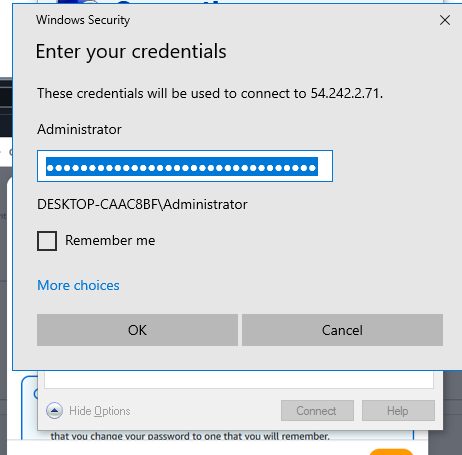 Windows Security
Enter your credentials
These credentials will be used to connect to 54.242.2.71.
Administrator
DESKTOP-CAAC8BF\Administrator
Remember me
More choices
OK Cancel
Hide Options Connect Help
that you change your password to one that you will remember.